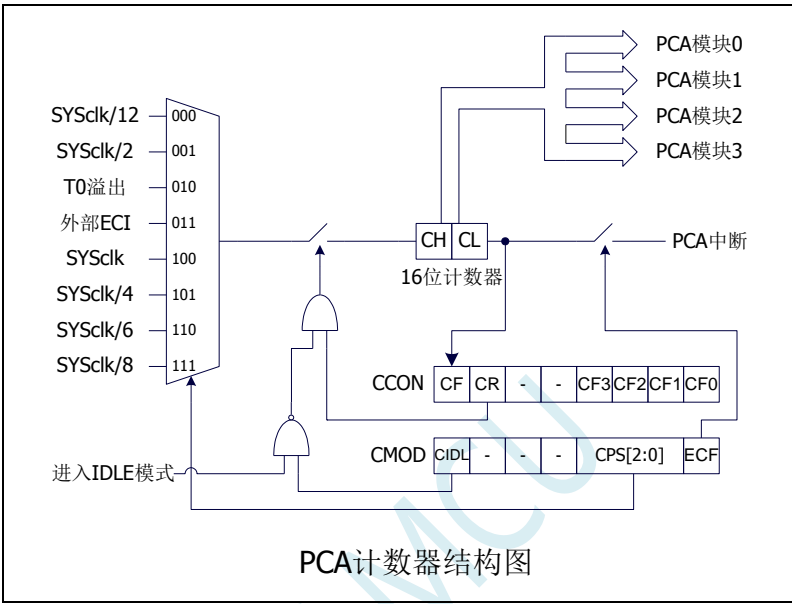 PCA模块0
PCA模块1
PCA模块2
PCA模块3
SYSclk/12 000
SYSclk/2 001
T0溢出 010
外部ECI 011
SYSclk 100
SYSclk/4 101
SYSclk/6 110
SYSclk/8 111
CH CL
PCA中断
16位计数器
CCON CF CR - - CF3 CF2 CF1 CF0
CMOD CIDL - - - CPS[2:0] ECF
进入IDLE模式
MCU
PCA计数器结构图